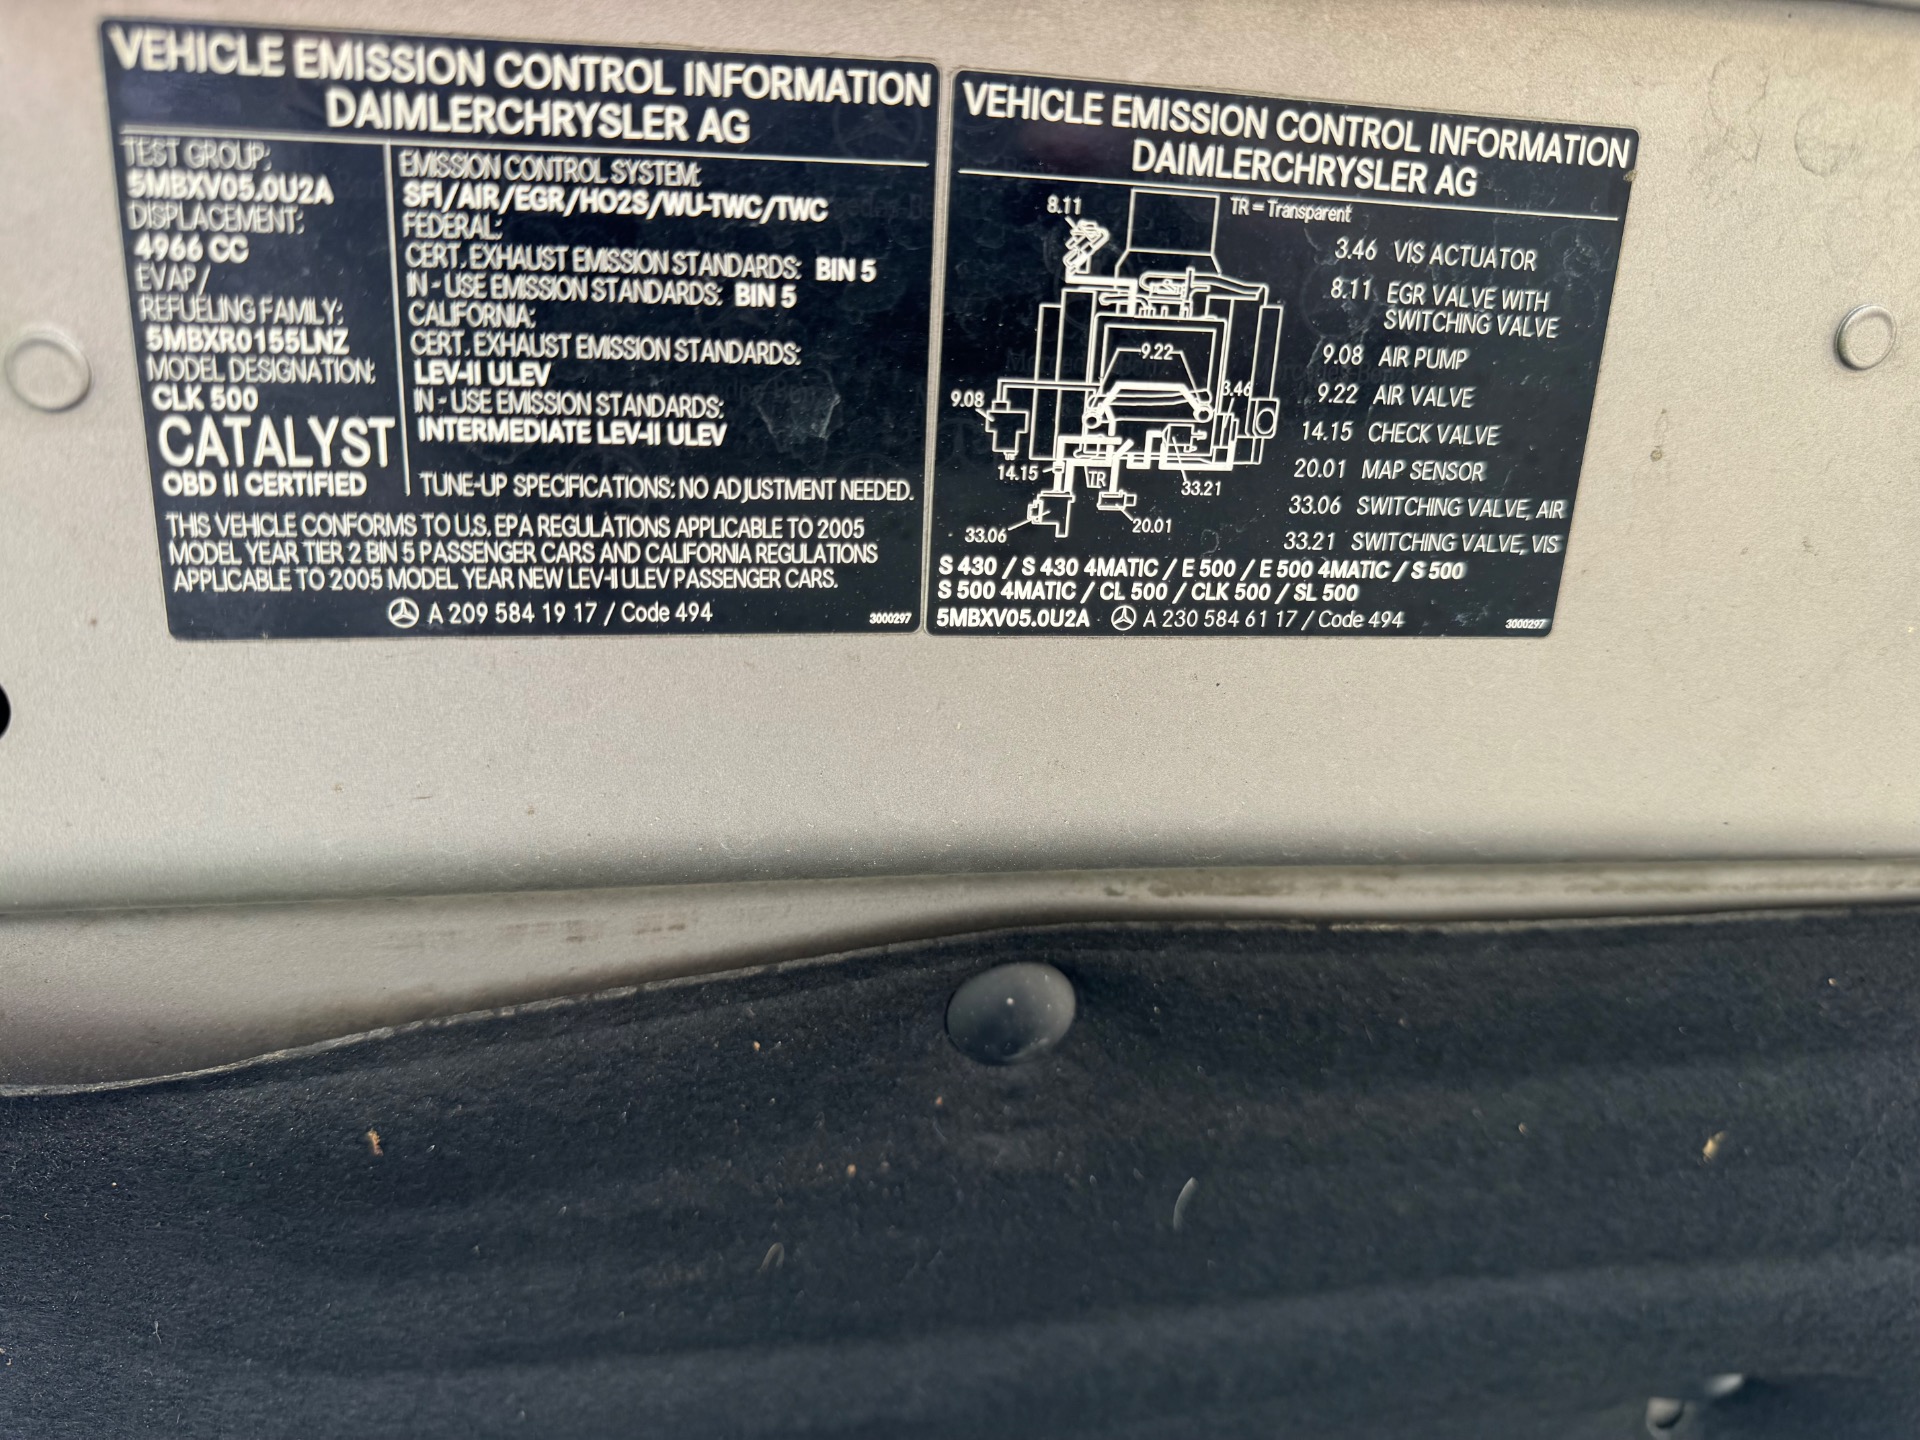 VEHICLE EMISSION CONTROL INFORMATION
DAIMLERCHRYSLER AG
TEST GROUP:
5MBXV05.0U2A
DISPLACEMENT:
4966 CC
EVAP/
REFUELING FAMILY:
5MBXR0155LNZ
MODEL DESIGNATION:
CLK 500
CATALYST
OBD II CERTIFIED
EMISSION CONTROL SYSTEM:
SFI/AIR/EGR/HO2S/WU-TWC/TWC
FEDERAL:
CERT. EXHAUST EMISSION STANDARDS: BIN 5
IN - USE EMISSION STANDARDS: BIN 5
CALIFORNIA:
CERT. EXHAUST EMISSION STANDARDS:
LEV-II ULEV
IN - USE EMISSION STANDARDS:
INTERMEDIATE LEV-II ULEV
TUNE-UP SPECIFICATIONS: NO ADJUSTMENT NEEDED.
THIS VEHICLE CONFORMS TO U.S. EPA REGULATIONS APPLICABLE TO 2005
MODEL YEAR TIER 2 BIN 5 PASSENGER CARS AND CALIFORNIA REGULATIONS
APPLICABLE TO 2005 MODEL YEAR NEW LEV-II ULEV PASSENGER CARS.
A 209 584 19 17 / Code 494
3000297
VEHICLE EMISSION CONTROL INFORMATION
DAIMLERCHRYSLER AG
TR = Transparent
8.11
9.22
3.46
9.08
14.15
TR
33.21
33.06
20.01
3.46 VIS ACTUATOR
8.11 EGR VALVE WITH
SWITCHING VALVE
9.08 AIR PUMP
9.22 AIR VALVE
14.15 CHECK VALVE
20.01 MAP SENSOR
33.06 SWITCHING VALVE, AIR
33.21 SWITCHING VALVE, VIS
S 430 / S 430 4MATIC / E 500 / E 500 4MATIC / S 500
S 500 4MATIC / CL 500 / CLK 500 / SL 500
5MBXV05.0U2A A 230 584 61 17 / Code 494
3000297